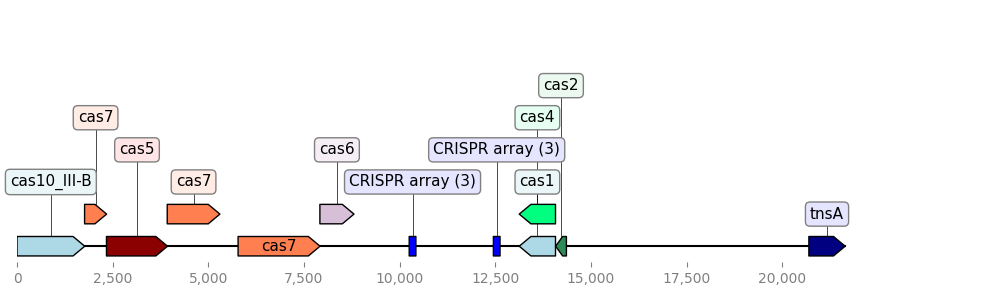 cas2
cas7
cas4
cas5
cas6
CRISPR array (3)
cas10_III-B
cas7
CRISPR array (3)
cas1
tnsA
cas7
0
2,500
5,000
7,500
10,000
12,500
15,000
17,500
20,000